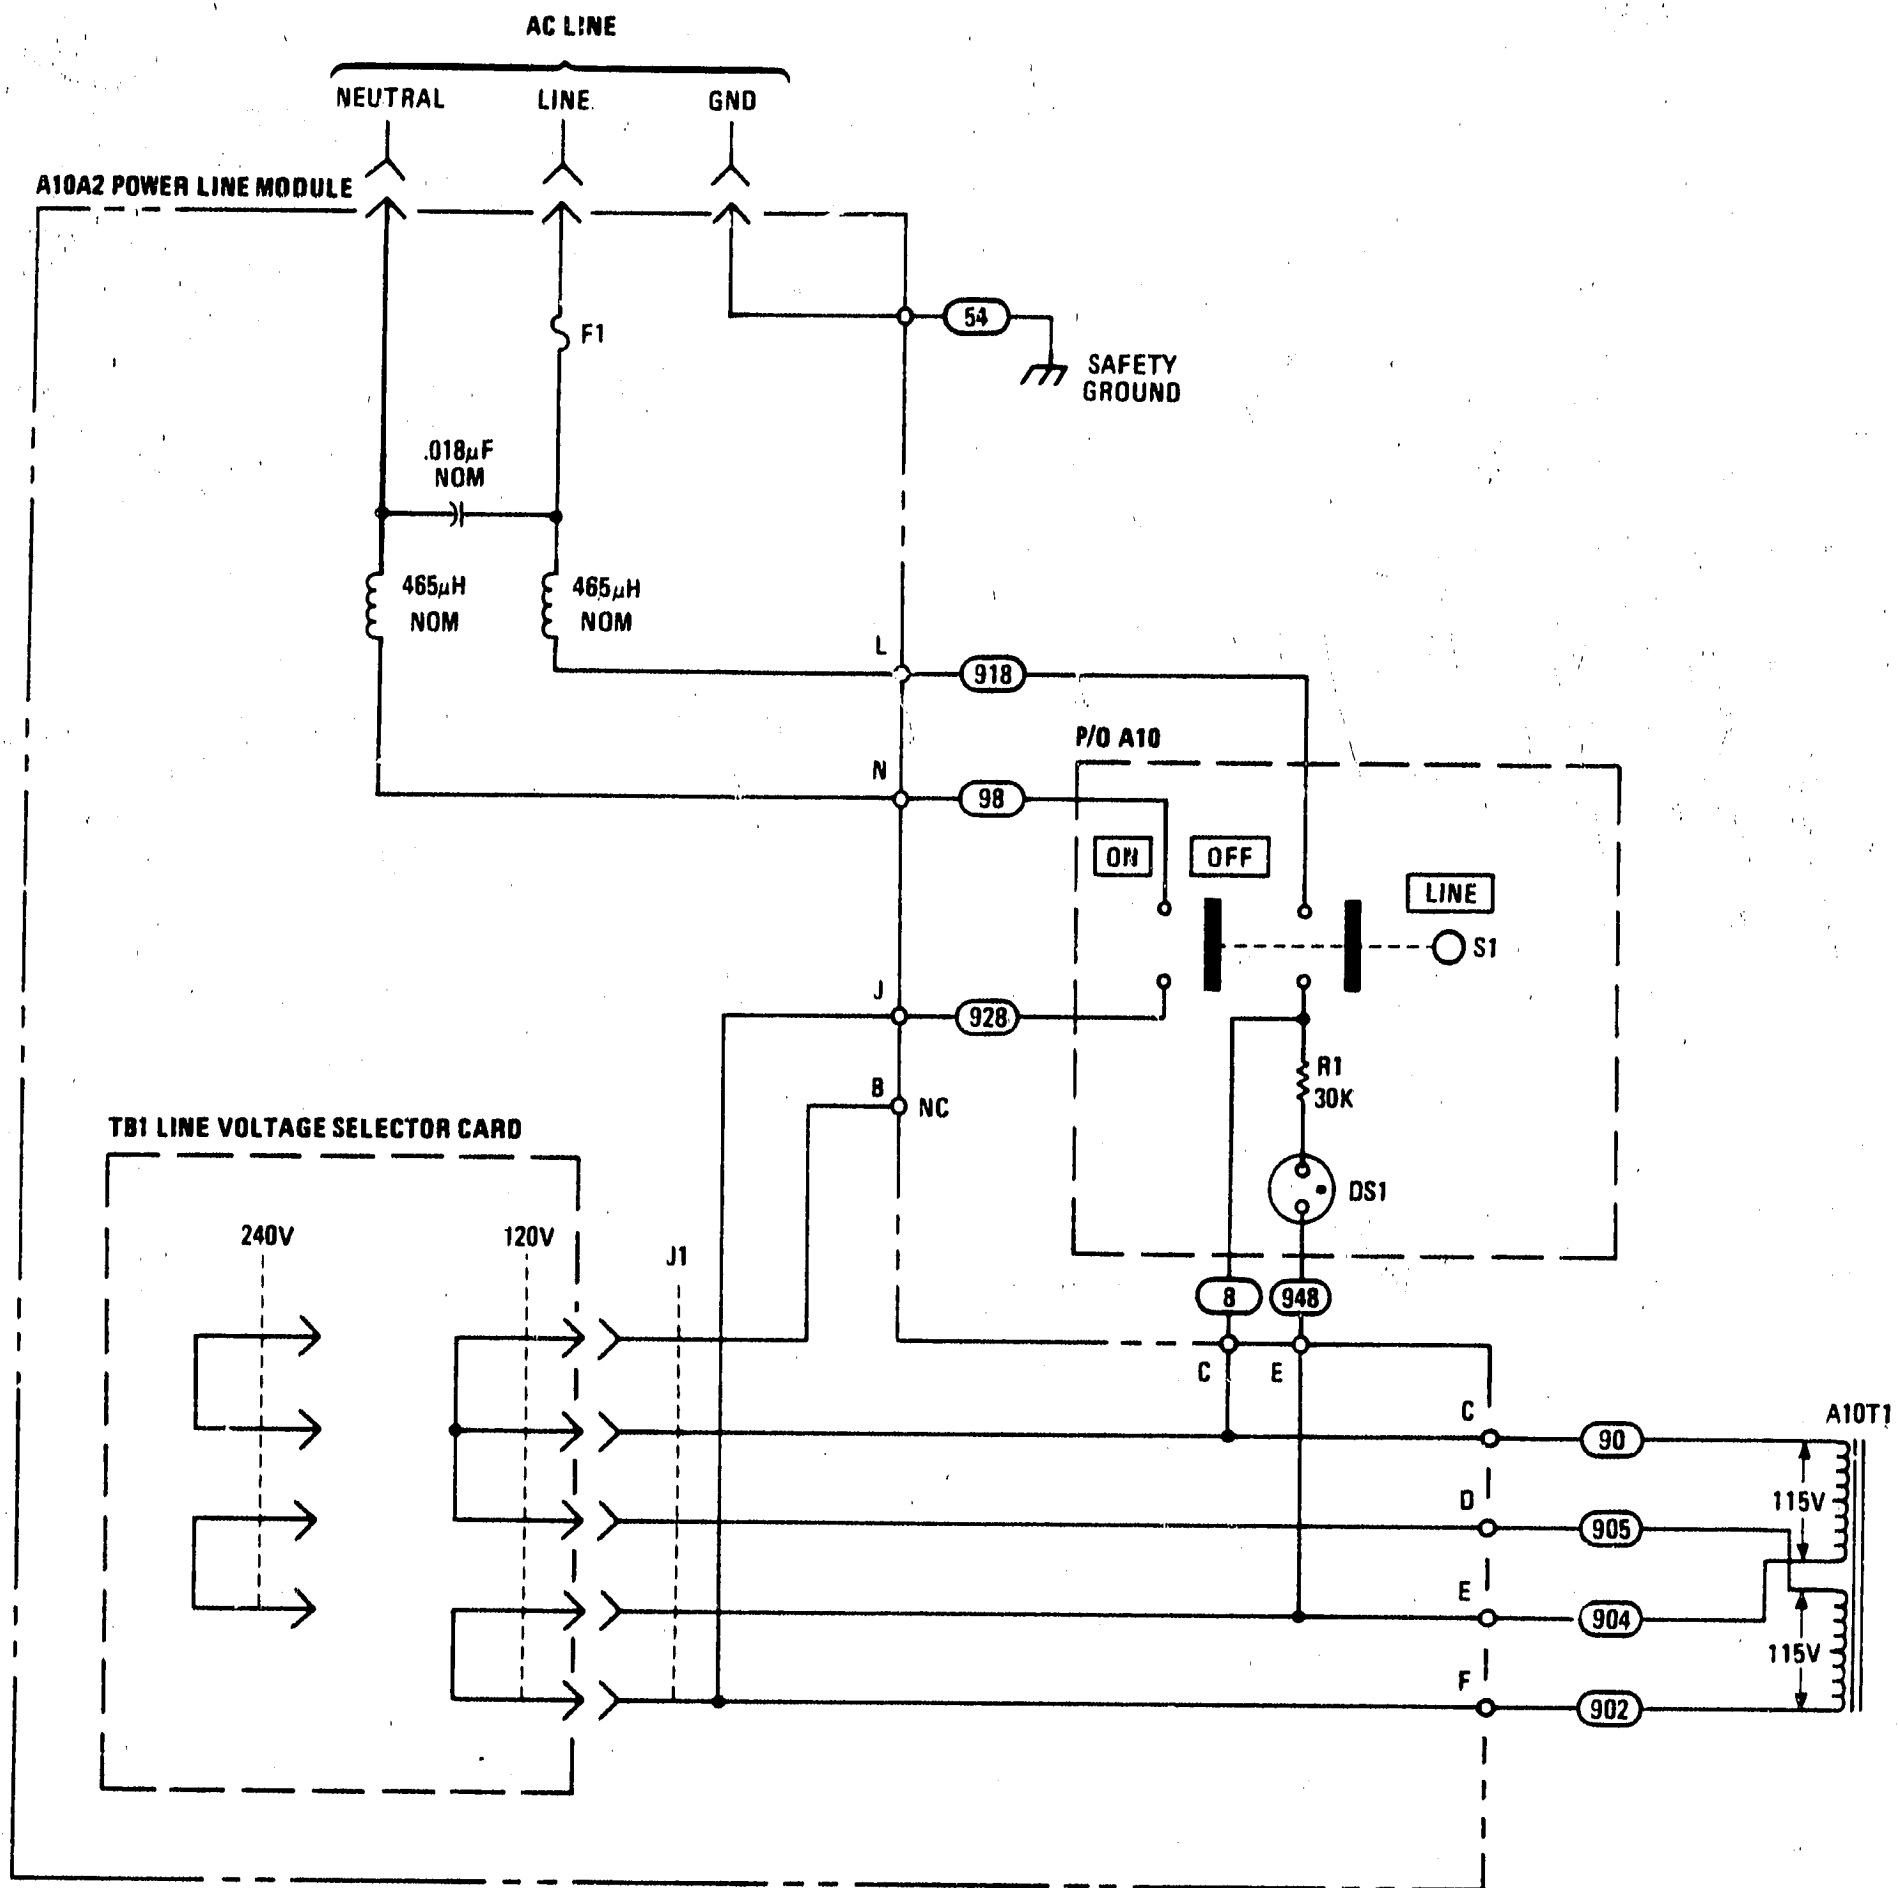 AC LINE
NEUTRAL
LINE
GND
A10A2 POWER LINE MODULE
54
F1
SAFETY
GROUND
.018µF
NOM
465µH
NOM
465µH
NOM
L
918
P/O A10
N
98
ON
OFF
LINE
S1
J
928
R1
30K
B
NC
TB1 LINE VOLTAGE SELECTOR CARD
DS1
240V
120V
J1
8
948
C
E
C
90
A10T1
115V
D
905
E
904
115V
F
902